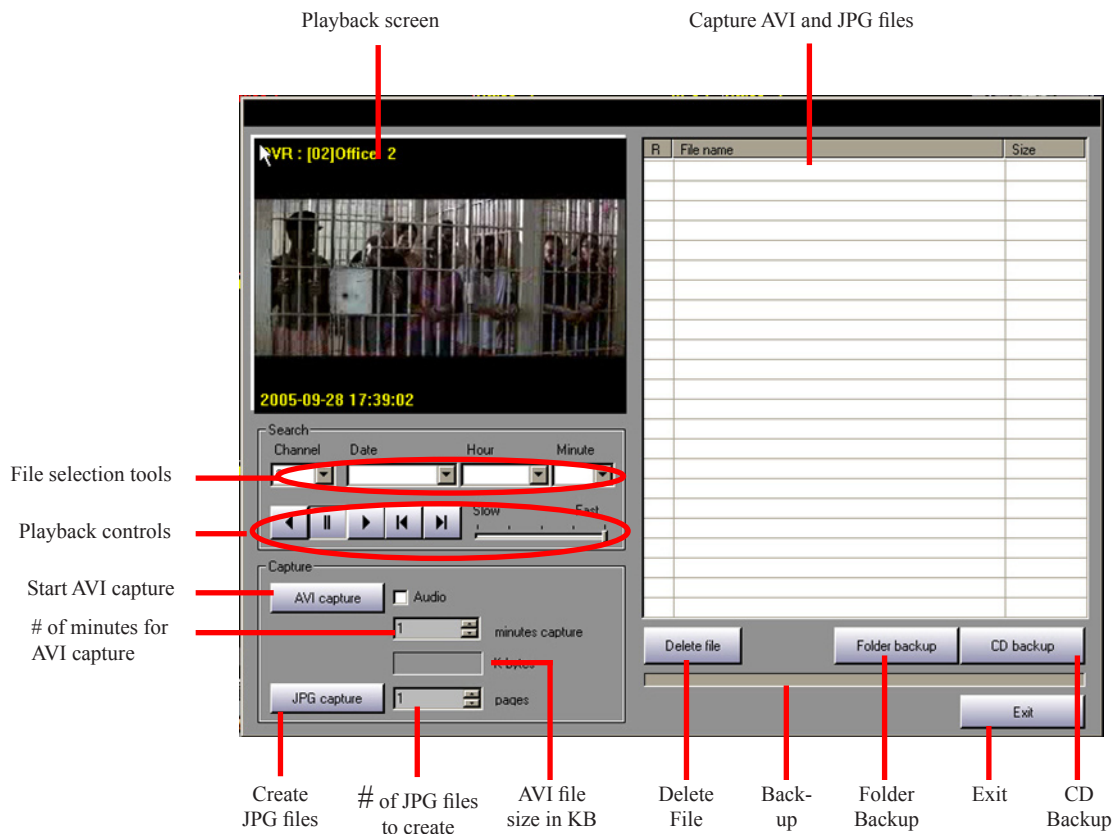 Playback screen
Capture AVI and JPG files
DVR : [02]Office 2
R File name Size
2005-09-28 17:39:02
Search
Channel Date Hour Minute
File selection tools
Slow Fast
Playback controls
Capture
Start AVI capture
AVI capture Audio
# of minutes for
AVI capture
1 minutes capture
K bytes
JPG capture 1 pages
Delete file Folder backup CD backup
Exit
Create
JPG files
# of JPG files
to create
AVI file
size in KB
Delete
File
Back-
up
Folder
Backup
Exit
CD
Backup